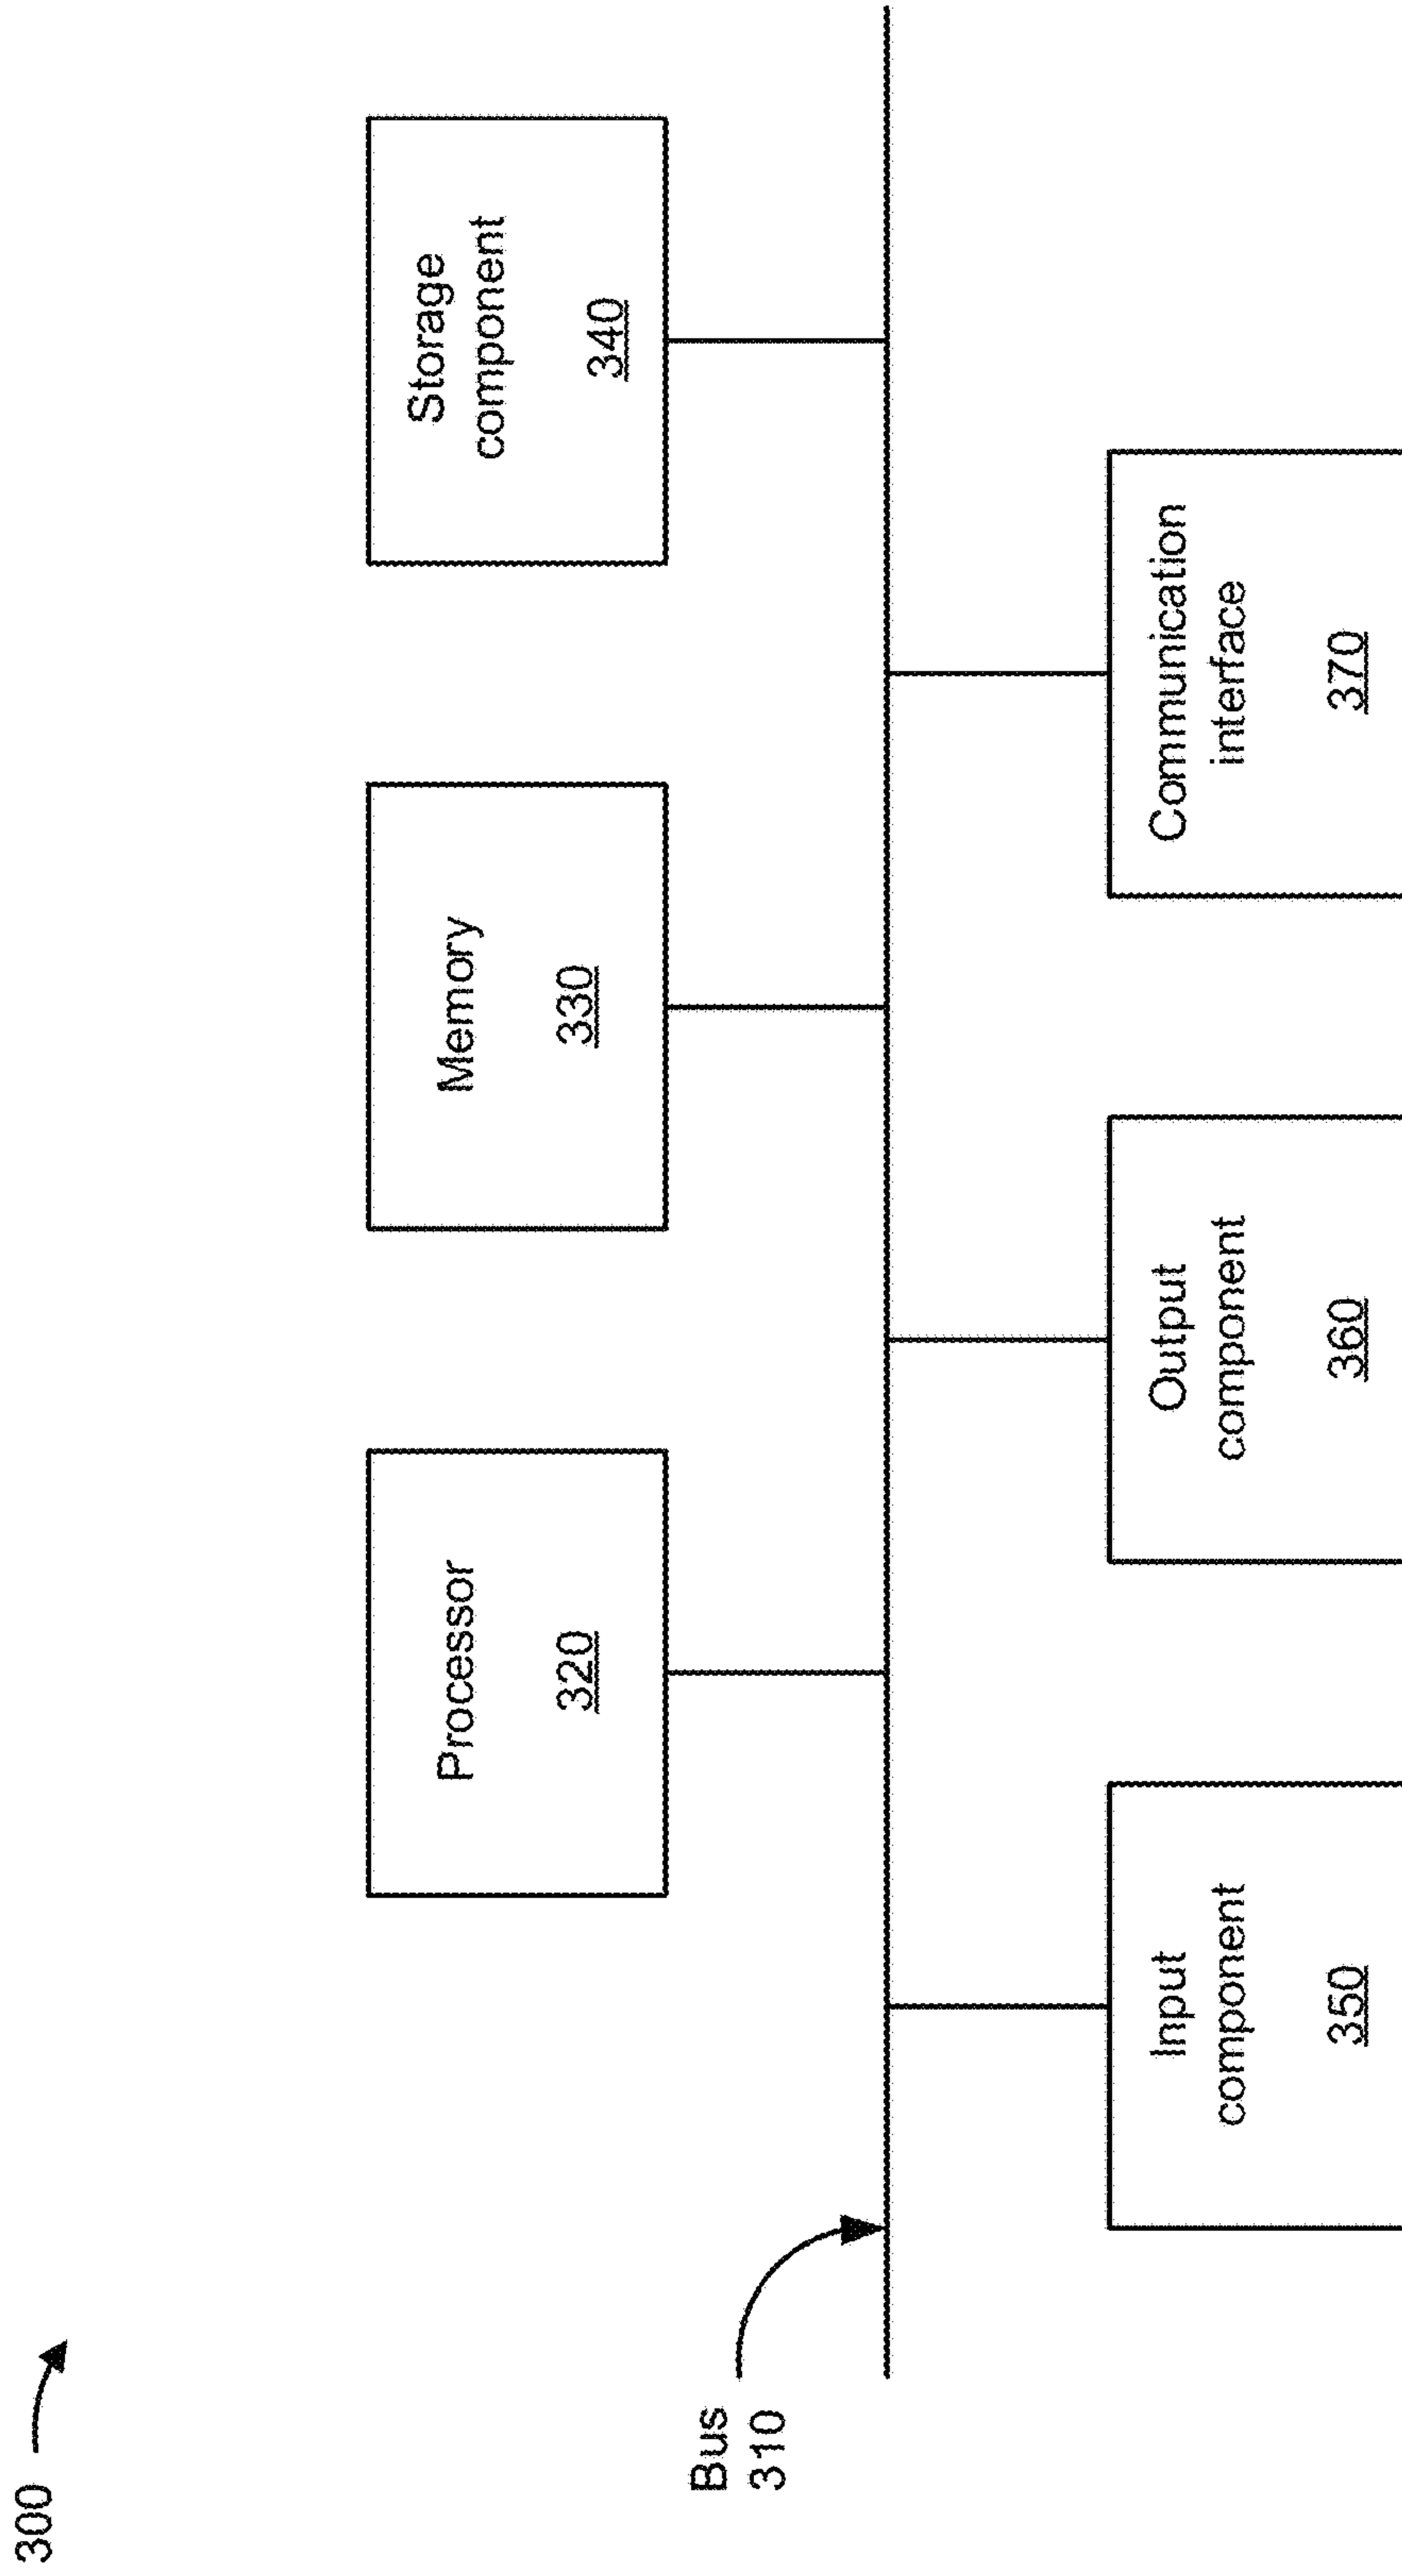 300
Processor
320
Memory
330
Storage
component
340
Bus
310
Input
component
350
Output
component
360
Communication
interface
370